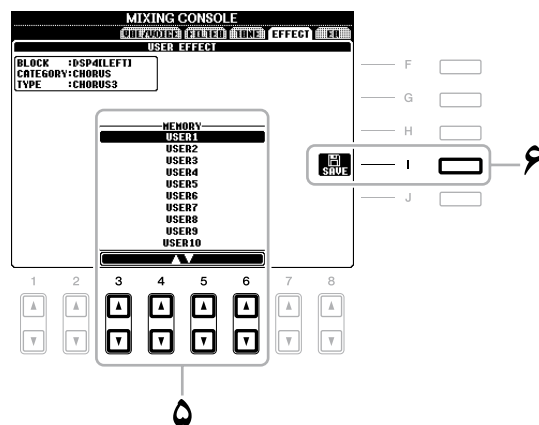 MIXING CONSOLE
VOL/VOICE FILTER TUNE EFFECT EQ
USER EFFECT
BLOCK :DSP4[LEFT]
CATEGORY:CHORUS
TYPE :CHORUS3
MEMORY
USER1
USER2
USER3
USER4
USER5
USER6
USER7
USER8
USER9
USER10
F
G
H
SAVE I ۶
J
1 2 3 4 5 6 7 8
۵